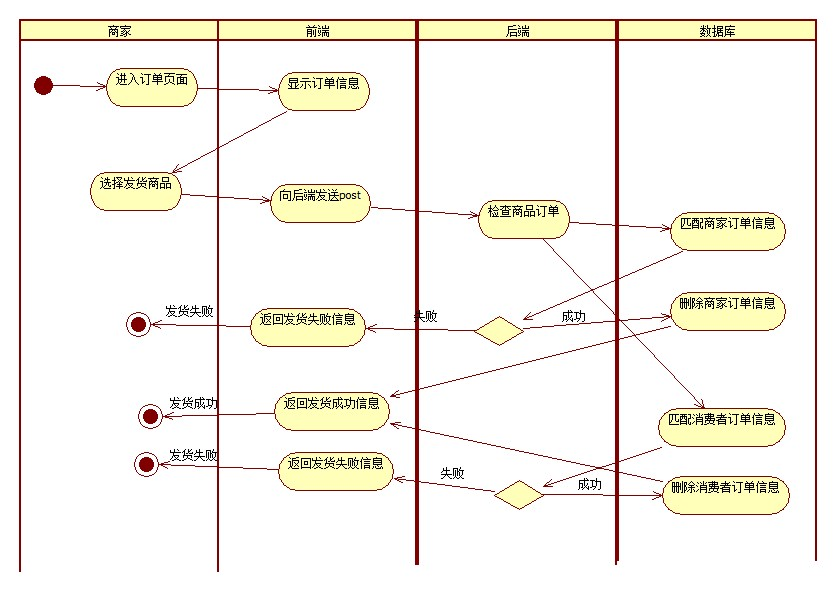 商家
前端
后端
数据库
进入订单页面
显示订单信息
选择发货商品
向后端发送post
检查商品订单
匹配商家订单信息
发货失败
返回发货失败信息
失败
成功
删除商家订单信息
发货成功
返回发货成功信息
匹配消费者订单信息
发货失败
返回发货失败信息
失败
成功
删除消费者订单信息